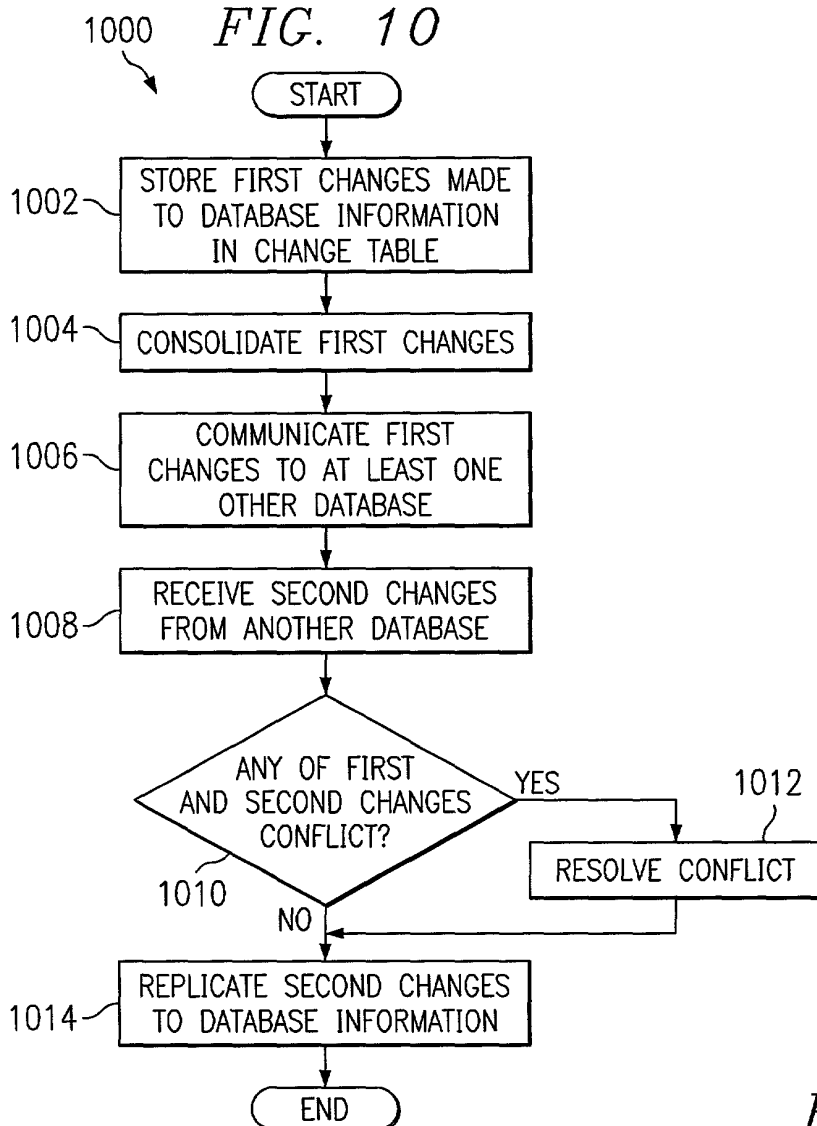 1000
FIG. 10
START
1002
STORE FIRST CHANGES MADE
TO DATABASE INFORMATION
IN CHANGE TABLE
1004
CONSOLIDATE FIRST CHANGES
1006
COMMUNICATE FIRST
CHANGES TO AT LEAST ONE
OTHER DATABASE
1008
RECEIVE SECOND CHANGES
FROM ANOTHER DATABASE
ANY OF FIRST
AND SECOND CHANGES
CONFLICT?
YES
1012
RESOLVE CONFLICT
1010
NO
1014
REPLICATE SECOND CHANGES
TO DATABASE INFORMATION
END